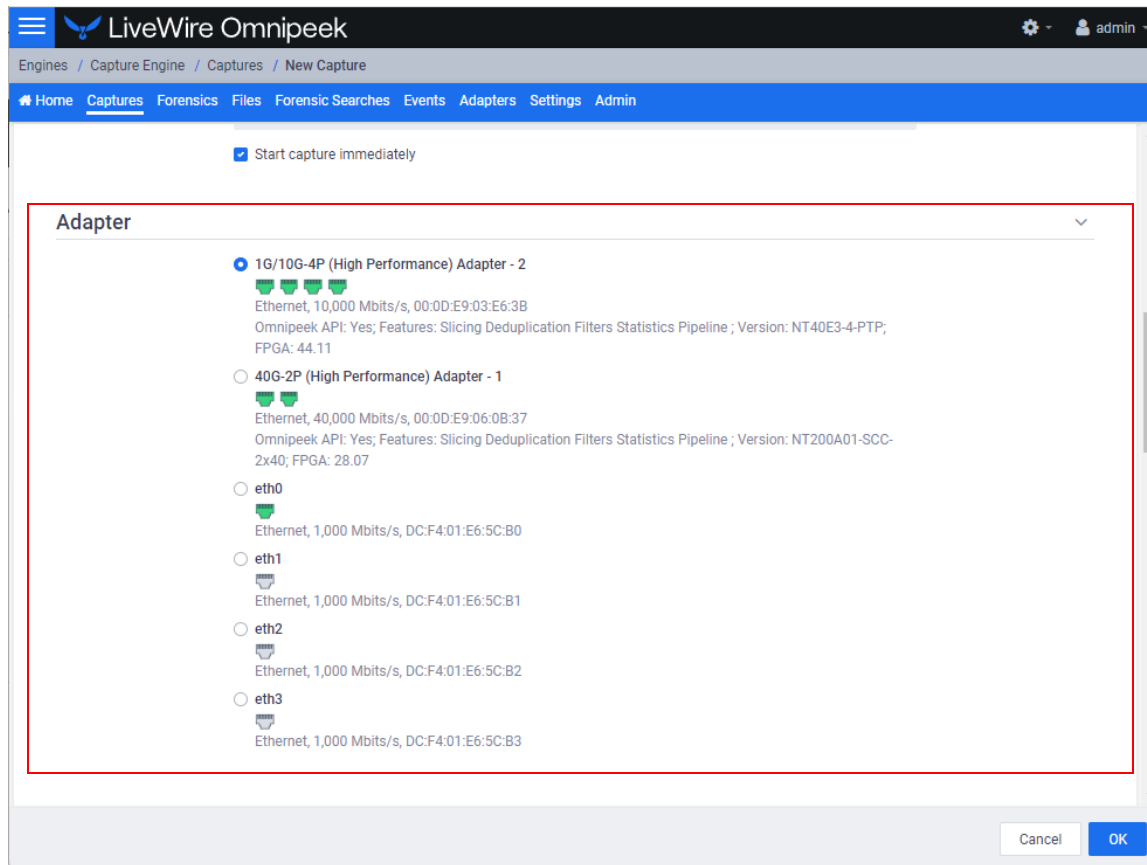 LiveWire Omnipeek
admin
Engines / Capture Engine / Captures / New Capture
Home Captures Forensics Files Forensic Searches Events Adapters Settings Admin
Start capture immediately
Adapter
1G/10G-4P (High Performance) Adapter - 2
Ethernet, 10,000 Mbits/s, 00:0D:E9:03:E6:3B
Omnipeek API: Yes; Features: Slicing Deduplication Filters Statistics Pipeline ; Version: NT40E3-4-PTP;
FPGA: 44.11
40G-2P (High Performance) Adapter - 1
Ethernet, 40,000 Mbits/s, 00:0D:E9:06:0B:37
Omnipeek API: Yes; Features: Slicing Deduplication Filters Statistics Pipeline ; Version: NT200A01-SCC-
2x40; FPGA: 28.07
eth0
Ethernet, 1,000 Mbits/s, DC:F4:01:E6:5C:B0
eth1
Ethernet, 1,000 Mbits/s, DC:F4:01:E6:5C:B1
eth2
Ethernet, 1,000 Mbits/s, DC:F4:01:E6:5C:B2
eth3
Ethernet, 1,000 Mbits/s, DC:F4:01:E6:5C:B3
Cancel OK